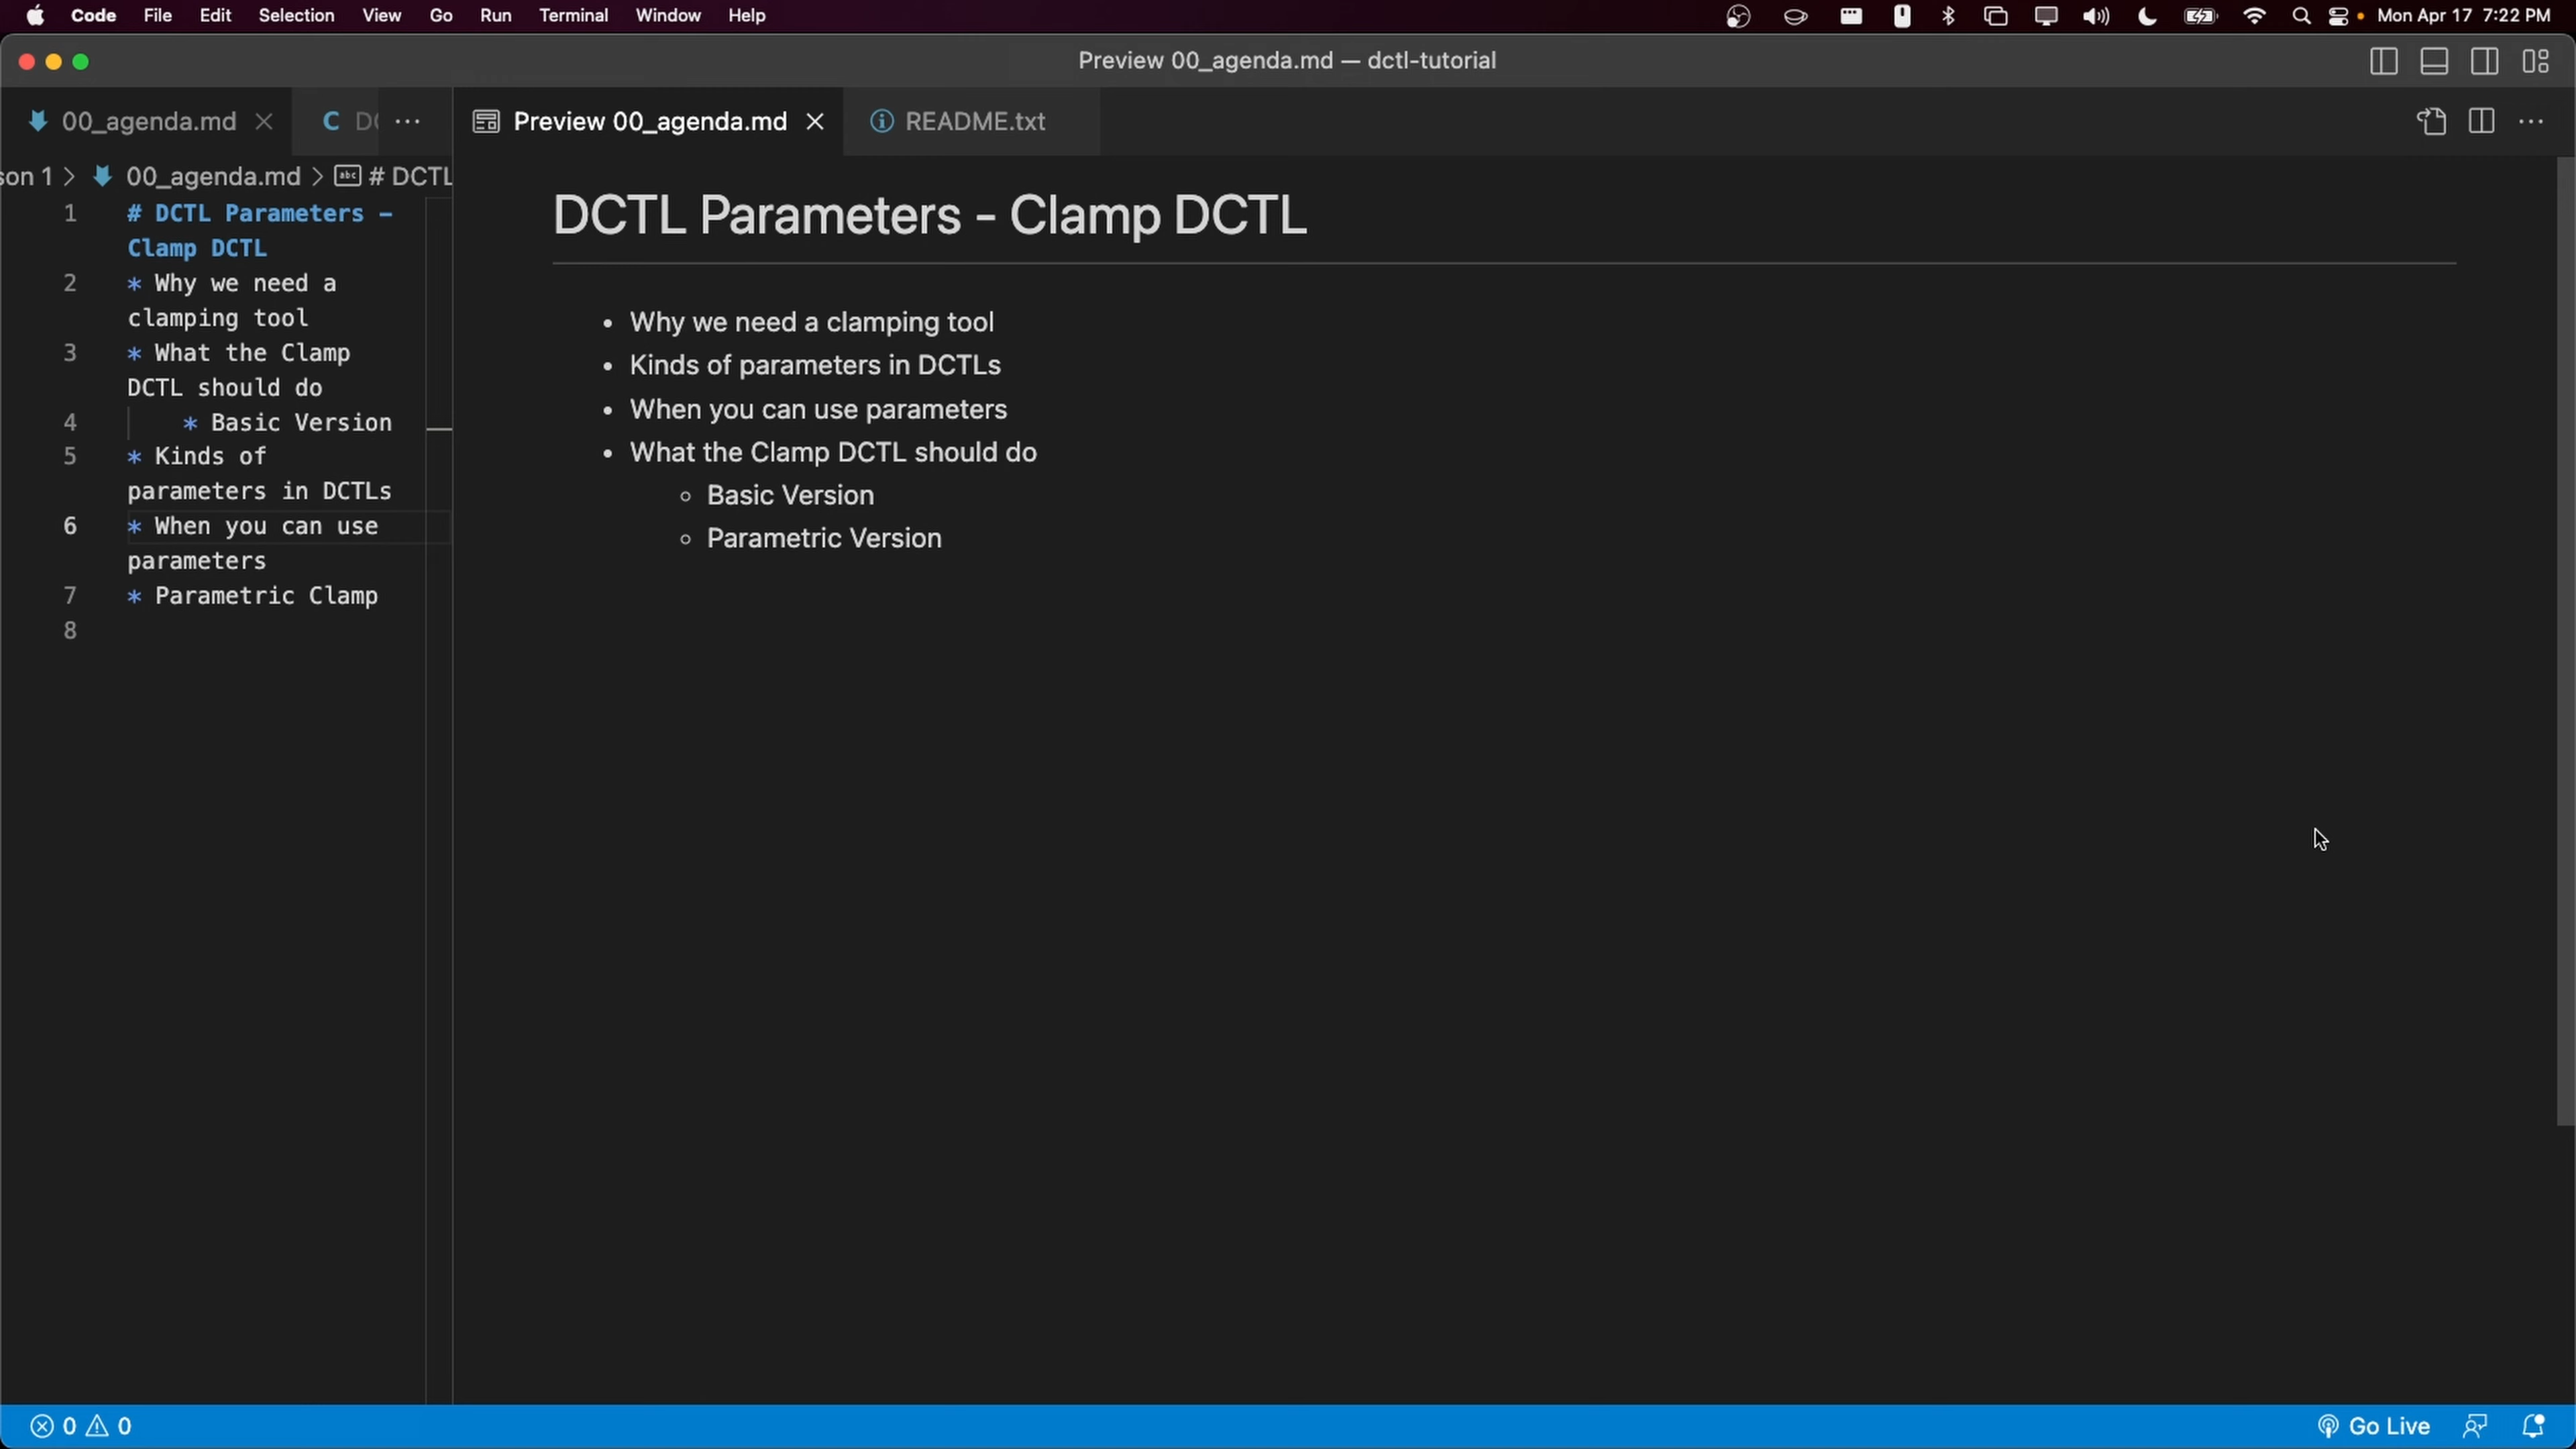 Code File Edit Selection View Go Run Terminal Window Help Mon Apr 17 7:22 PM
Preview 00_agenda.md — dctl-tutorial
00_agenda.md C ... Preview 00_agenda.md README.txt ...
son 1 > 00_agenda.md > # DCTL
1 # DCTL Parameters -
Clamp DCTL
2 * Why we need a
clamping tool
3 * What the Clamp
DCTL should do
4 * Basic Version
5 * Kinds of
parameters in DCTLs
6 * When you can use
parameters
7 * Parametric Clamp
8
DCTL Parameters - Clamp DCTL
• Why we need a clamping tool
• Kinds of parameters in DCTLs
• When you can use parameters
• What the Clamp DCTL should do
◦ Basic Version
◦ Parametric Version
0 0 Go Live